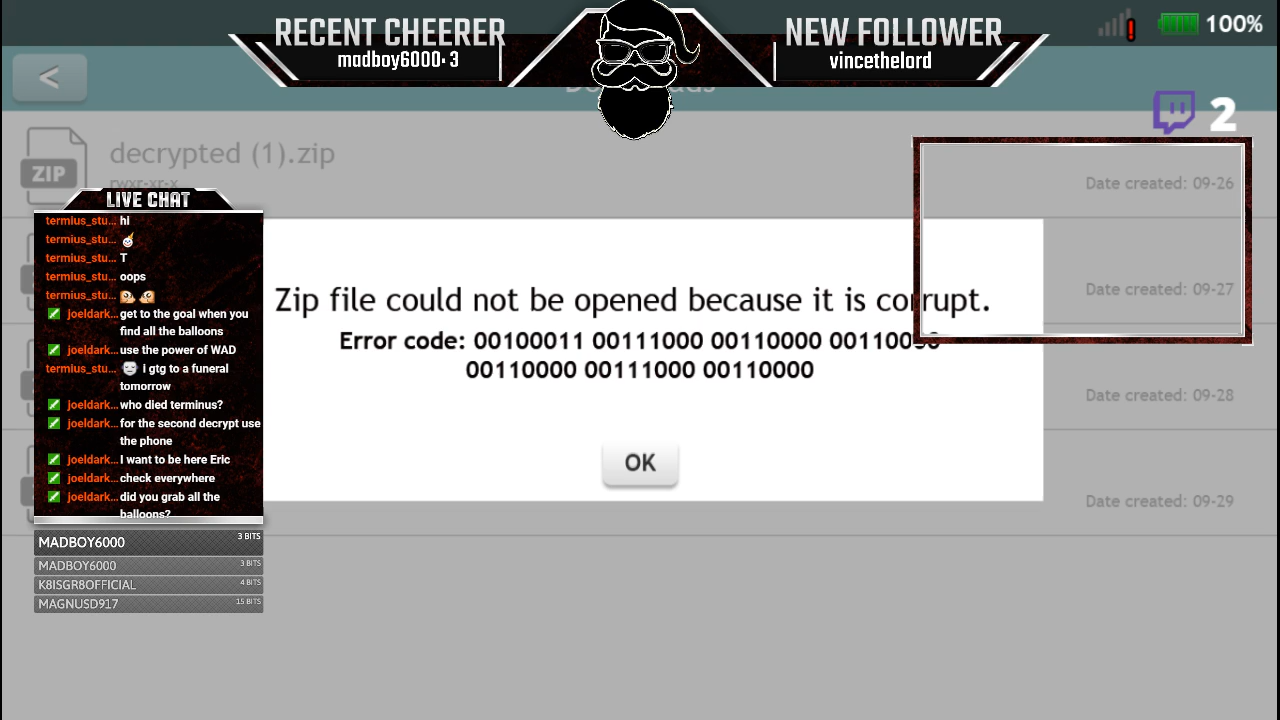 RECENT CHEERER
madboy6000· 3
NEW FOLLOWER
vincethelord
100%
<
2
decrypted (1).zip
ZIP
rwxr-xr-x
Date created: 09-26
LIVE CHAT
termius_stu... hi
termius_stu...
termius_stu... T
termius_stu... oops
termius_stu...
joeldark... get to the goal when you
find all the balloons
joeldark... use the power of WAD
termius_stu... i gtg to a funeral
tomorrow
joeldark... who died terminus?
joeldark... for the second decrypt use
the phone
joeldark... I want to be here Eric
joeldark... check everywhere
joeldark... did you grab all the
balloons?
Zip file could not be opened because it is corrupt.
Error code: 00100011 00111000 00110000 00110000
00110000 00111000 00110000
OK
Date created: 09-27
Date created: 09-28
Date created: 09-29
MADBOY6000 3 BITS
MADBOY6000 3 BITS
K8ISGR8OFFICIAL 4 BITS
MAGNUSD917 15 BITS